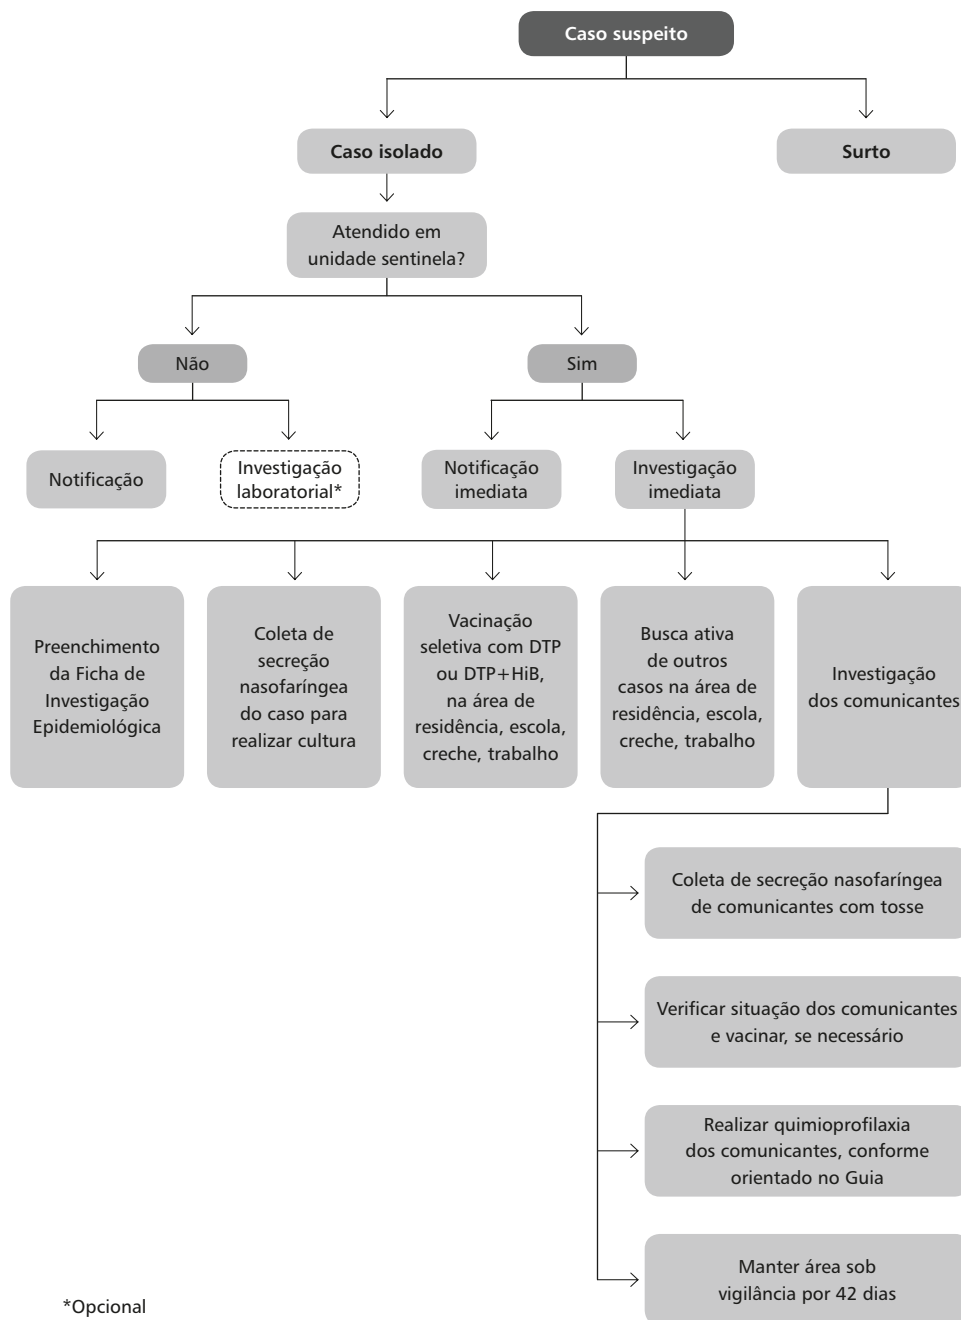 Caso suspeito
Caso isolado
Surto
Atendido em
unidade sentinela?
Não
Sim
Notificação
Investigação
laboratorial*
Notificação
imediata
Investigação
imediata
Preenchimento
da Ficha de
Investigação
Epidemiológica
Coleta de
secreção
nasofaríngea
do caso para
realizar cultura
Vacinação
seletiva com DTP
ou DTP+HiB,
na área de
residência, escola,
creche, trabalho
Busca ativa
de outros
casos na área de
residência, escola,
creche, trabalho
Investigação
dos comunicantes
Coleta de secreção nasofaríngea
de comunicantes com tosse
Verificar situação dos comunicantes
e vacinar, se necessário
Realizar quimioprofilaxia
dos comunicantes, conforme
orientado no Guia
Manter área sob
vigilância por 42 dias
*Opcional